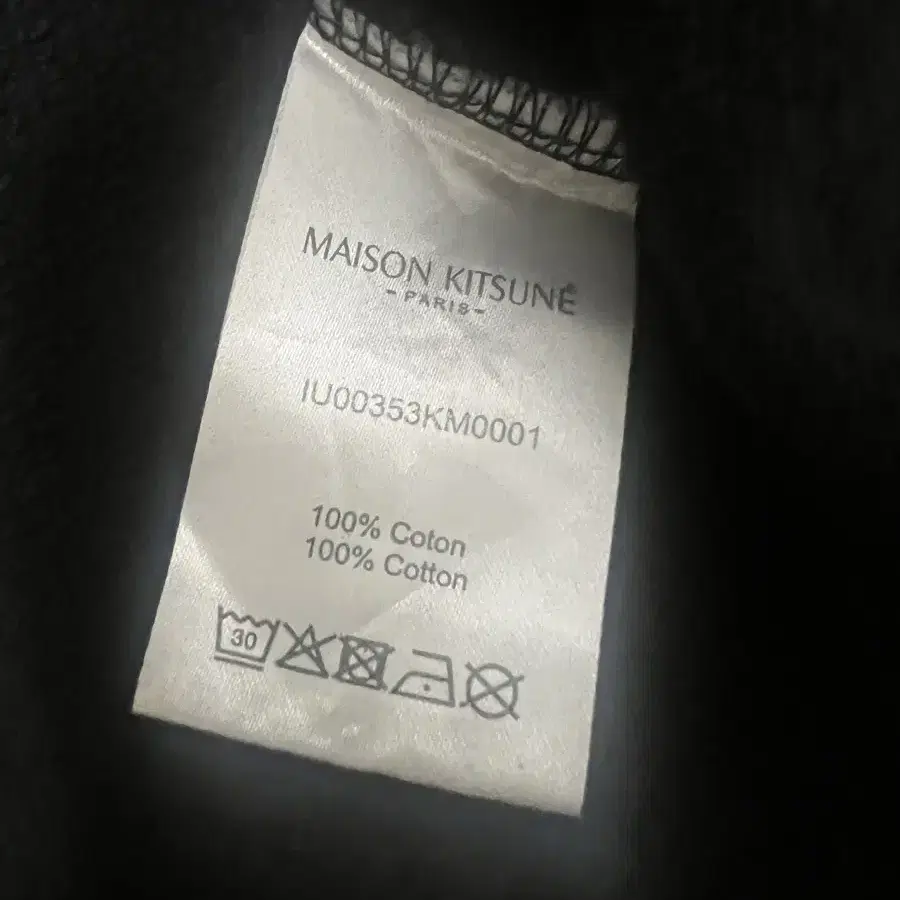 MAISON KITSUNÉ
-PARIS-
IU00353KM0001
100% Coton
100% Cotton
30